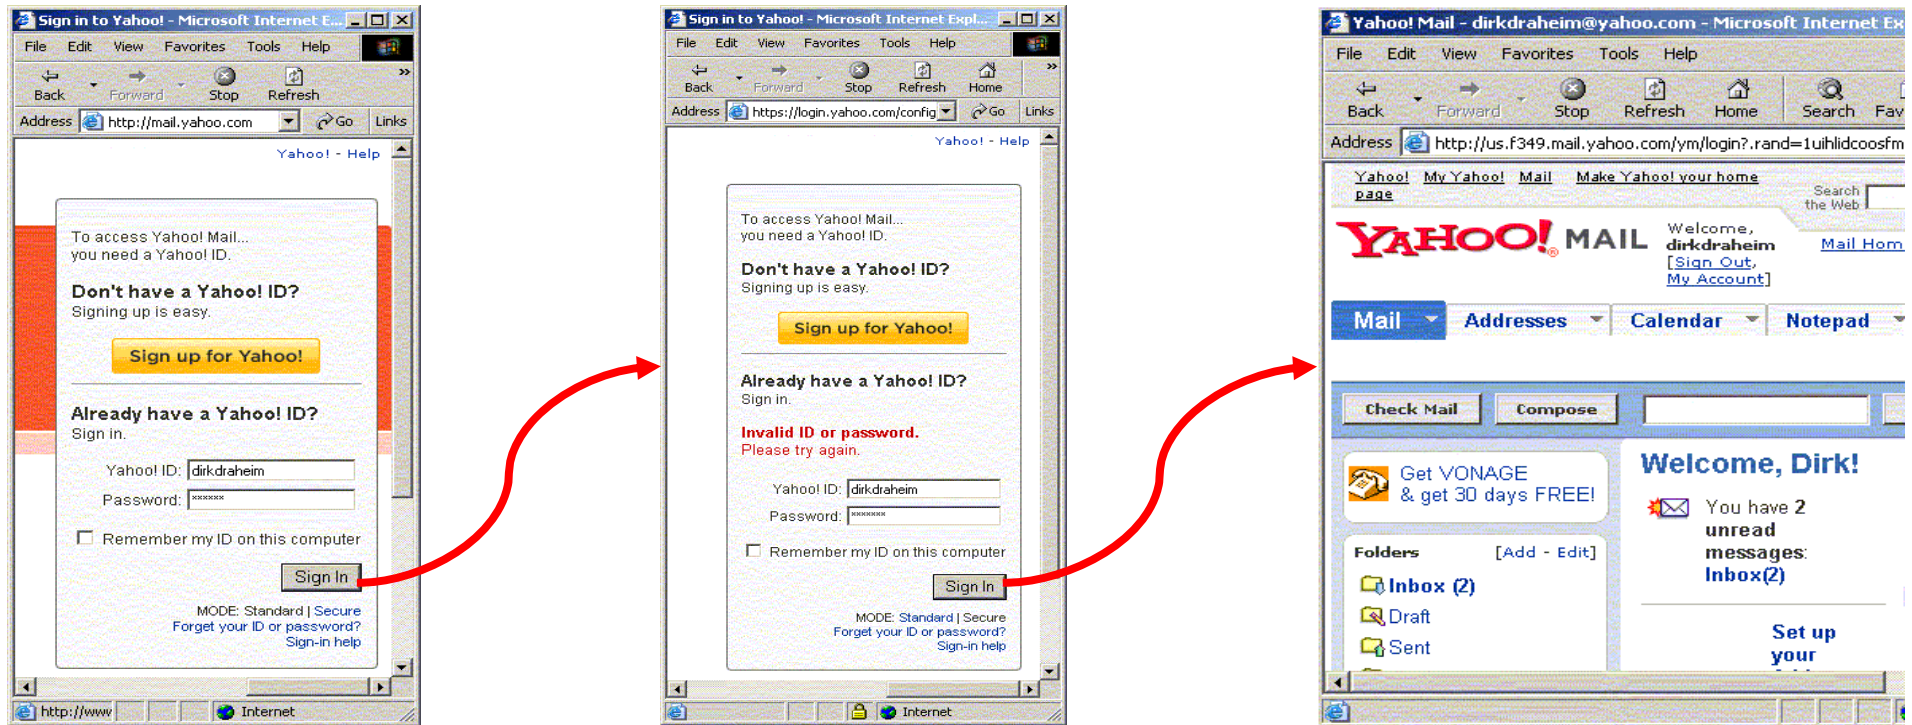 Sign in to Yahoo! - Microsoft Internet E...
File Edit View Favorites Tools Help
Back Forward Stop Refresh
Address http://mail.yahoo.com Go Links
Yahoo! - Help
To access Yahoo! Mail...
you need a Yahoo! ID.
Don't have a Yahoo! ID?
Signing up is easy.
Sign up for Yahoo!
Already have a Yahoo! ID?
Sign in.
Yahoo! ID: dirkdraheim
Password: ******
Remember my ID on this computer
Sign In
MODE: Standard | Secure
Forget your ID or password?
Sign-in help
http://www Internet
Sign in to Yahoo! - Microsoft Internet Expl...
File Edit View Favorites Tools Help
Back Forward Stop Refresh Home
Address https://login.yahoo.com/config Go Links
Yahoo! - Help
To access Yahoo! Mail...
you need a Yahoo! ID.
Don't have a Yahoo! ID?
Signing up is easy.
Sign up for Yahoo!
Already have a Yahoo! ID?
Sign in.
Invalid ID or password.
Please try again.
Yahoo! ID: dirkdraheim
Password: *******
Remember my ID on this computer
Sign In
MODE: Standard | Secure
Forget your ID or password?
Sign-in help
Internet
Yahoo! Mail - dirkdraheim@yahoo.com - Microsoft Internet Ex
File Edit View Favorites Tools Help
Back Forward Stop Refresh Home Search Fav
Address http://us.f349.mail.yahoo.com/ym/login?.rand=1uihlidcoosfm
Yahoo! My Yahoo! Mail Make Yahoo! your home
page
Search
the Web
YAHOO! MAIL
Welcome,
dirkdraheim
[Sign Out,
My Account]
Mail Hom
Mail Addresses Calendar Notepad
Check Mail Compose
Get VONAGE
& get 30 days FREE!
Folders [Add - Edit]
Inbox (2)
Draft
Sent
Welcome, Dirk!
You have 2
unread
messages:
Inbox(2)
Set up
your